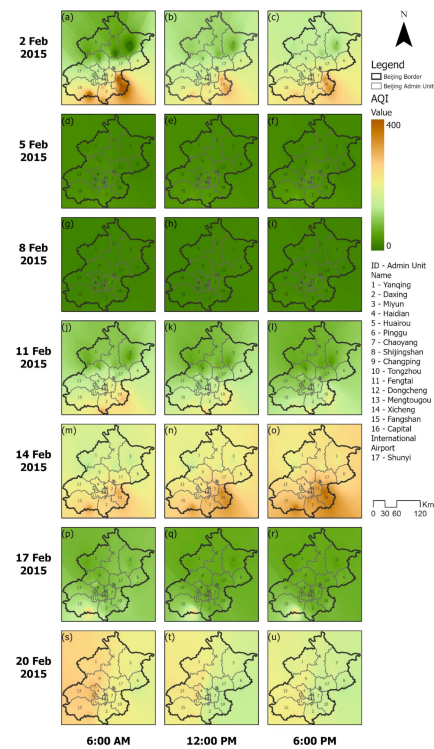 (a)
(b)
(c)
N
2 Feb
2015
Legend
Beijing Border
Beijing Admin Unit
AQI
Value
400
0
(d)
(e)
(f)
5 Feb
2015
(g)
(h)
(i)
8 Feb
2015
ID - Admin Unit
Name
1 - Yanqing
2 - Daxing
3 - Miyun
4 - Haidian
5 - Huairou
6 - Pinggu
7 - Chaoyang
8 - Shijingshan
9 - Changping
10 - Tongzhou
11 - Fengtai
12 - Dongcheng
13 - Mengtougou
14 - Xicheng
15 - Fangshan
16 - Capital
International
Airport
17 - Shunyi
(j)
(k)
(l)
11 Feb
2015
(m)
(n)
(o)
14 Feb
2015
Km
0 30 60 120
(p)
(q)
(r)
17 Feb
2015
(s)
(t)
(u)
20 Feb
2015
6:00 AM
12:00 PM
6:00 PM